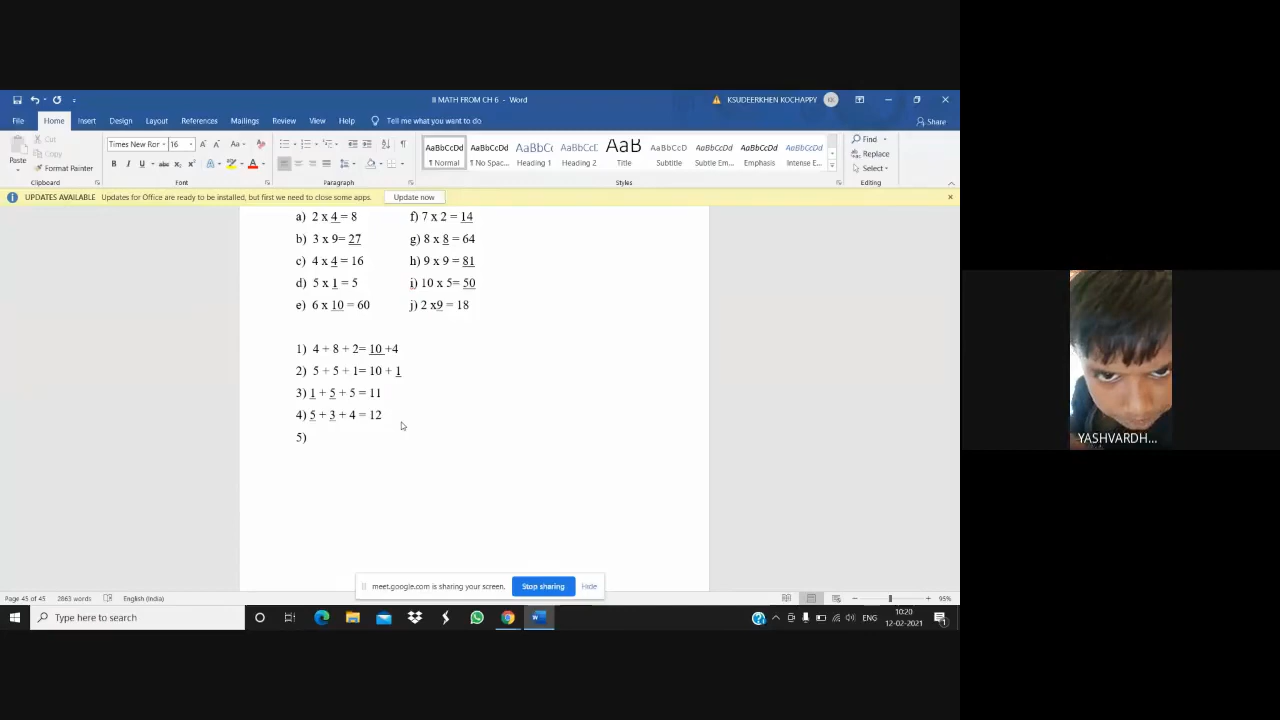 II MATH FROM CH 6 - Word
KSUDEERKHEN KOCHAPPY
KK
File Home Insert Design Layout References Mailings Review View Help Tell me what you want to do
Share
Paste
Cut
Copy
Format Painter
Clipboard
Times New Ror 16
Font
Paragraph
AaBbCcDd AaBbCcDd AaBbCc AaBbCcE AaB AaBbCcD AaBbCcDd AaBbCcDd AaBbCcDd
¶ Normal ¶ No Spac... Heading 1 Heading 2 Title Subtitle Subtle Em... Emphasis Intense E...
Styles
Find
Replace
Select
Editing
UPDATES AVAILABLE Updates for Office are ready to be installed, but first we need to close some apps. Update now
a) 2 x 4 = 8 f) 7 x 2 = 14
b) 3 x 9= 27 g) 8 x 8 = 64
c) 4 x 4 = 16 h) 9 x 9 = 81
d) 5 x 1 = 5 i) 10 x 5= 50
e) 6 x 10 = 60 j) 2 x9 = 18
1) 4 + 8 + 2= 10 +4
2) 5 + 5 + 1= 10 + 1
3) 1 + 5 + 5 = 11
4) 5 + 3 + 4 = 12
5)
YASHVARDH...
meet.google.com is sharing your screen. Stop sharing Hide
Page 45 of 45 2863 words English (India) 95%
Type here to search
ENG
10:20
12-02-2021